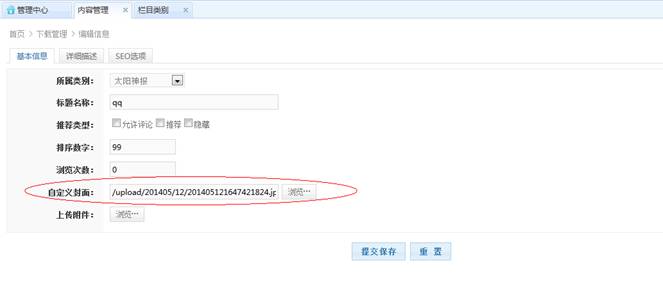 管理中心 内容管理 × 栏目类别 ×
首页 > 下载管理 > 编辑信息
基本信息 详细描述 SEO选项
所属类别： 太阳神报
标题名称： qq
推荐类型： 允许评论 推荐 隐藏
排序数字： 99
浏览次数： 0
自定义封面： /upload/201405/12/201405121647421824.jp 浏览…
上传附件： 浏览…
提交保存 重 置